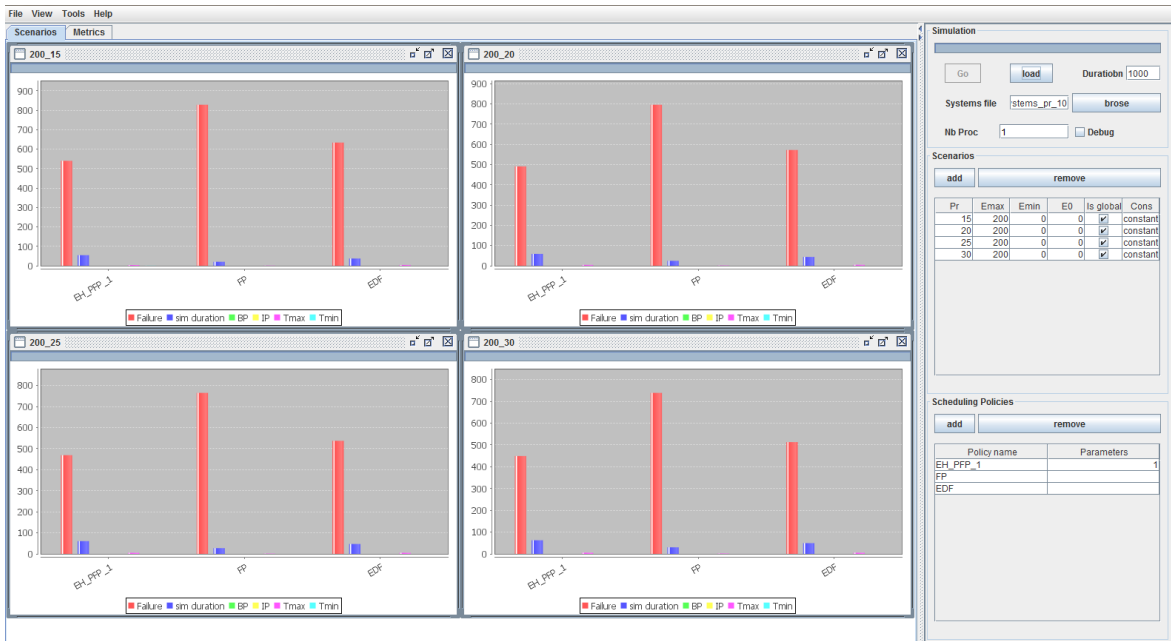 File View Tools Help
Scenarios Metrics
200_15
900
800
700
600
500
400
300
200
100
0
EH_PFP_1 FP EDF
Failure sim duration BP IP Tmax Tmin
200_20
900
800
700
600
500
400
300
200
100
0
EH_PFP_1 FP EDF
Failure sim duration BP IP Tmax Tmin
200_25
800
700
600
500
400
300
200
100
0
EH_PFP_1 FP EDF
Failure sim duration BP IP Tmax Tmin
200_30
800
700
600
500
400
300
200
100
0
EH_PFP_1 FP EDF
Failure sim duration BP IP Tmax Tmin
Simulation
Go load Duratiobn 1000
Systems file stems_pr_10 brose
Nb Proc 1 Debug
Scenarios
add remove
Pr Emax Emin E0 Is global Cons
15 200 0 0 constant
20 200 0 0 constant
25 200 0 0 constant
30 200 0 0 constant
Scheduling Policies
add remove
Policy name Parameters
EH_PFP_1 1
FP
EDF